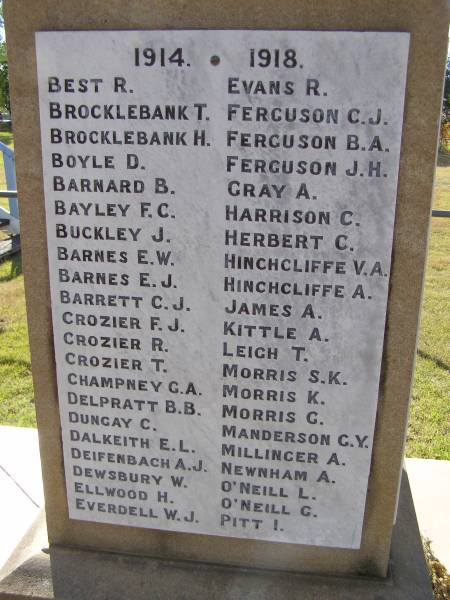 1914. • 1918.
BEST R.
BROCKLEBANK T.
BROCKLEBANK H.
BOYLE D.
BARNARD B.
BAYLEY F.C.
BUCKLEY J.
BARNES E.W.
BARNES E.J.
BARRETT C.J.
CROZIER F.J.
CROZIER R.
CROZIER T.
CHAMPNEY G.A.
DELPRATT B.B.
DUNGAY C.
DALKEITH E.L.
DEIFENBACH A.J.
DEWSBURY W.
ELLWOOD H.
EVERDELL W.J.
EVANS R.
FERGUSON C.J.
FERGUSON B.A.
FERGUSON J.H.
GRAY A.
HARRISON C.
HERBERT C.
HINCHCLIFFE V.A.
HINCHCLIFFE A.
JAMES A.
KITTLE A.
LEIGH T.
MORRIS S.K.
MORRIS K.
MORRIS G.
MANDERSON G.Y.
MILLINGER A.
NEWNHAM A.
O'NEILL L.
O'NEILL G.
PITT I.